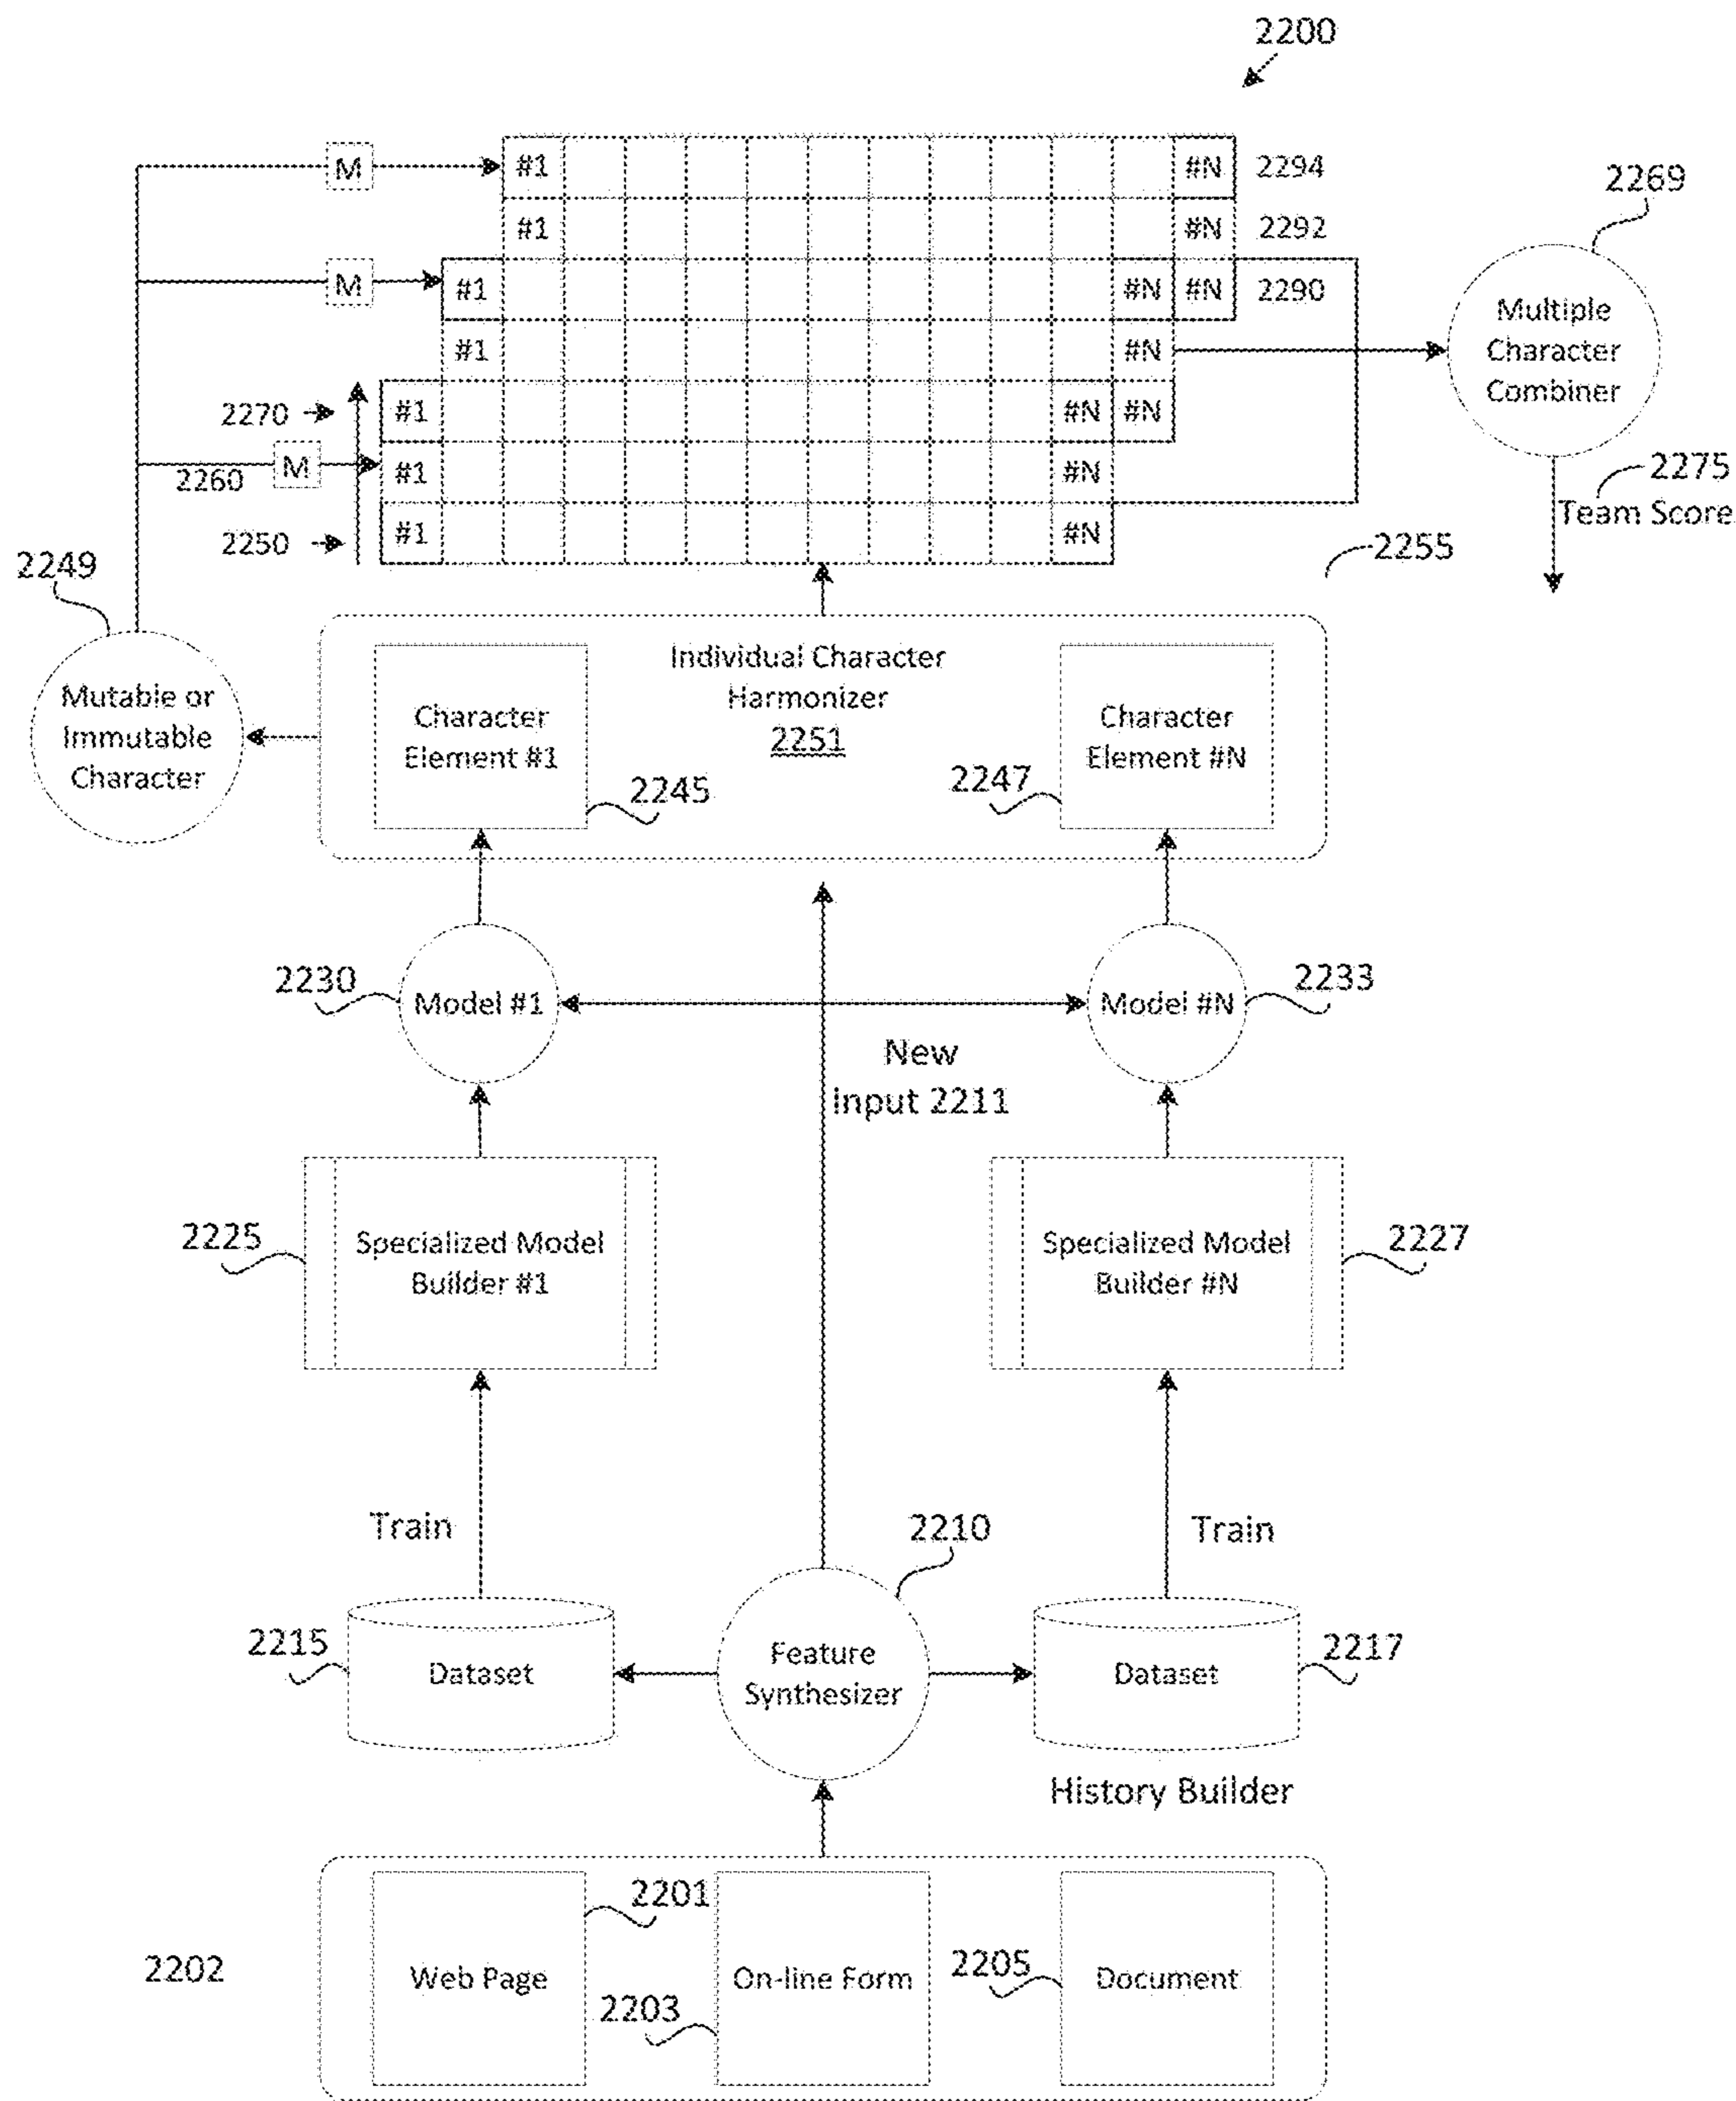 2200
M
#1
#N
2294
#1
#N
2292
2269
M
#1
#N
#N
2290
Multiple
Character
Combiner
#1
#N
2270
#1
#N
#N
2260
M
#1
#N
2275
Team Score
2250
#1
#N
2255
2249
Mutable or
Immutable
Character
Individual Character
Harmonizer
2251
Character
Element #1
2245
Character
Element #N
2247
2230
Model #1
Model #N
2233
New
input 2211
2225
Specialized Model
Builder #1
Specialized Model
Builder #N
2227
Train
2210
Train
2215
Dataset
Feature
Synthesizer
Dataset
2217
History Builder
2202
Web Page
2201
On-line Form
2203
2205
Document